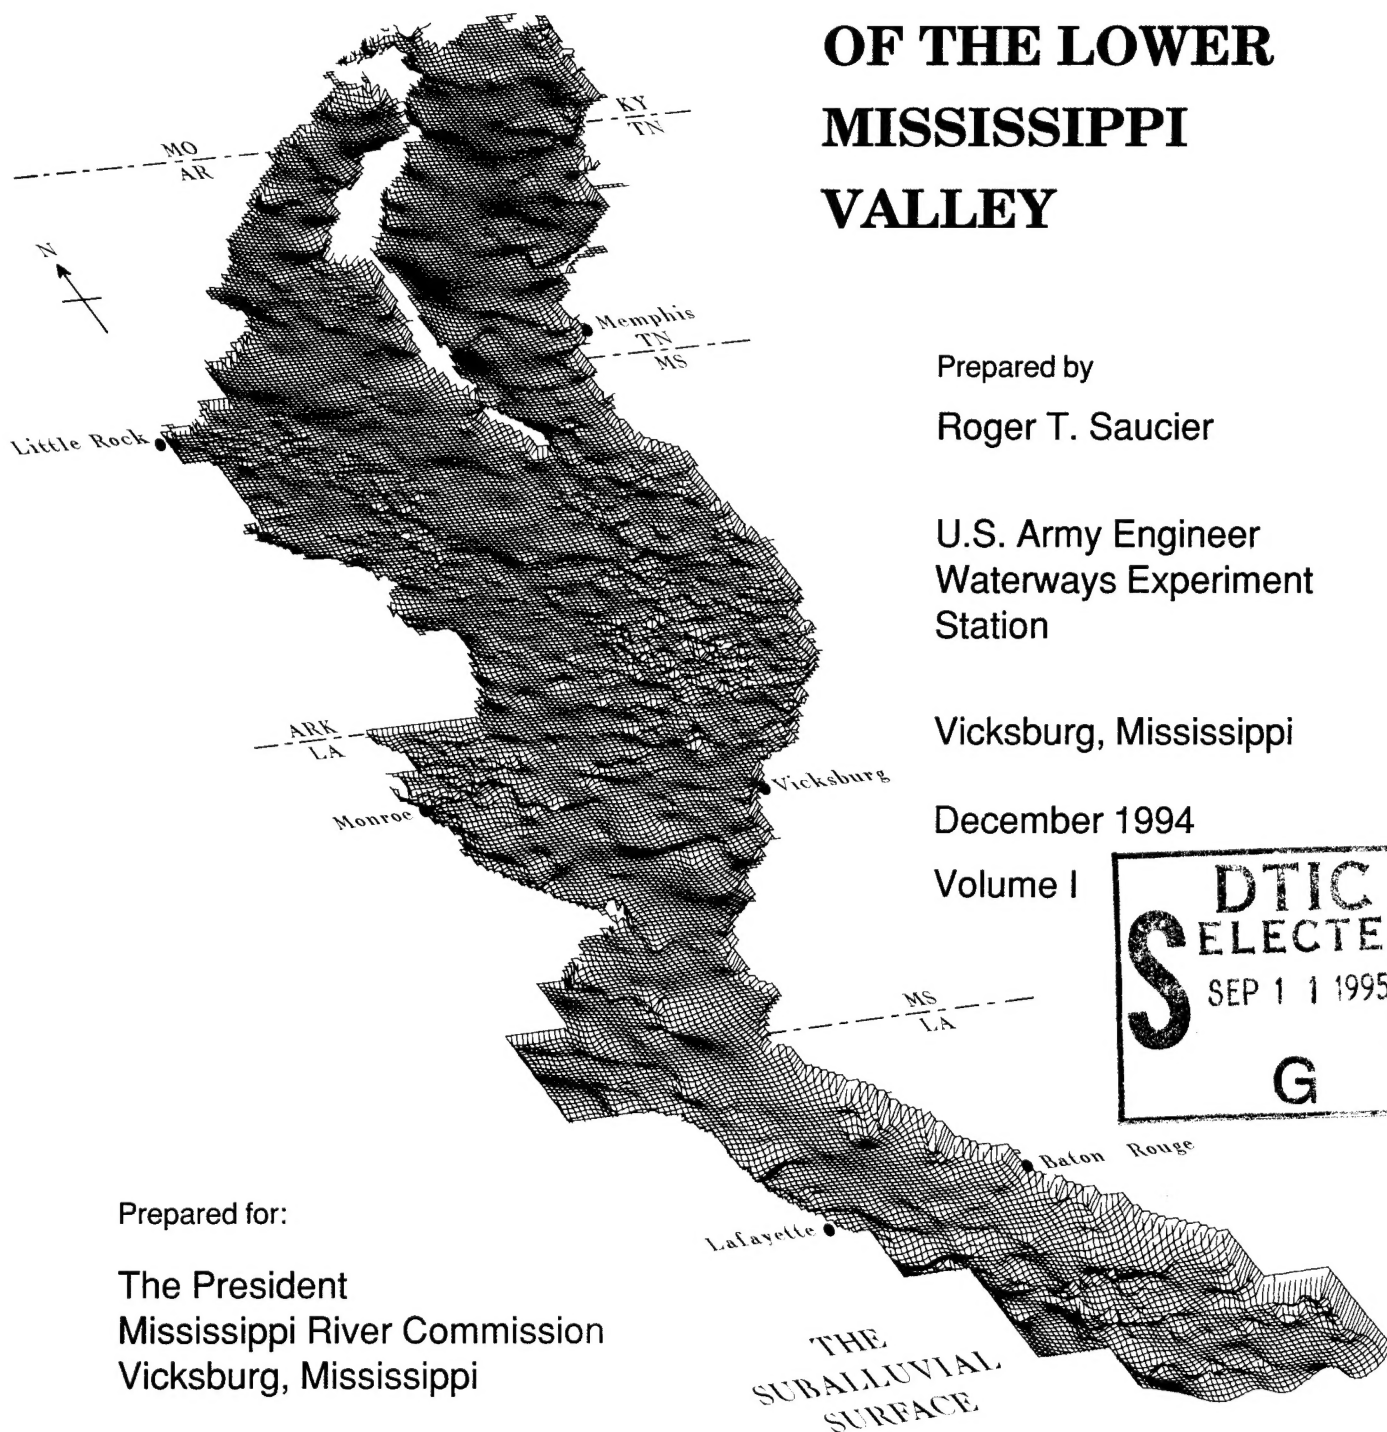 OF THE LOWER
MISSISSIPPI
VALLEY
KY
TN
MO
AR
N
Memphis
TN
MS
Little Rock
Prepared by
Roger T. Saucier
U.S. Army Engineer
Waterways Experiment
Station
ARK
LA
Vicksburg
Monroe
Vicksburg, Mississippi
December 1994
Volume I
DTIC
S ELECTE
SEP 1 1 1995
G
MS
LA
Baton Rouge
Lafayette
Prepared for:
The President
Mississippi River Commission
Vicksburg, Mississippi
THE
SUBALLUVIAL
SURFACE